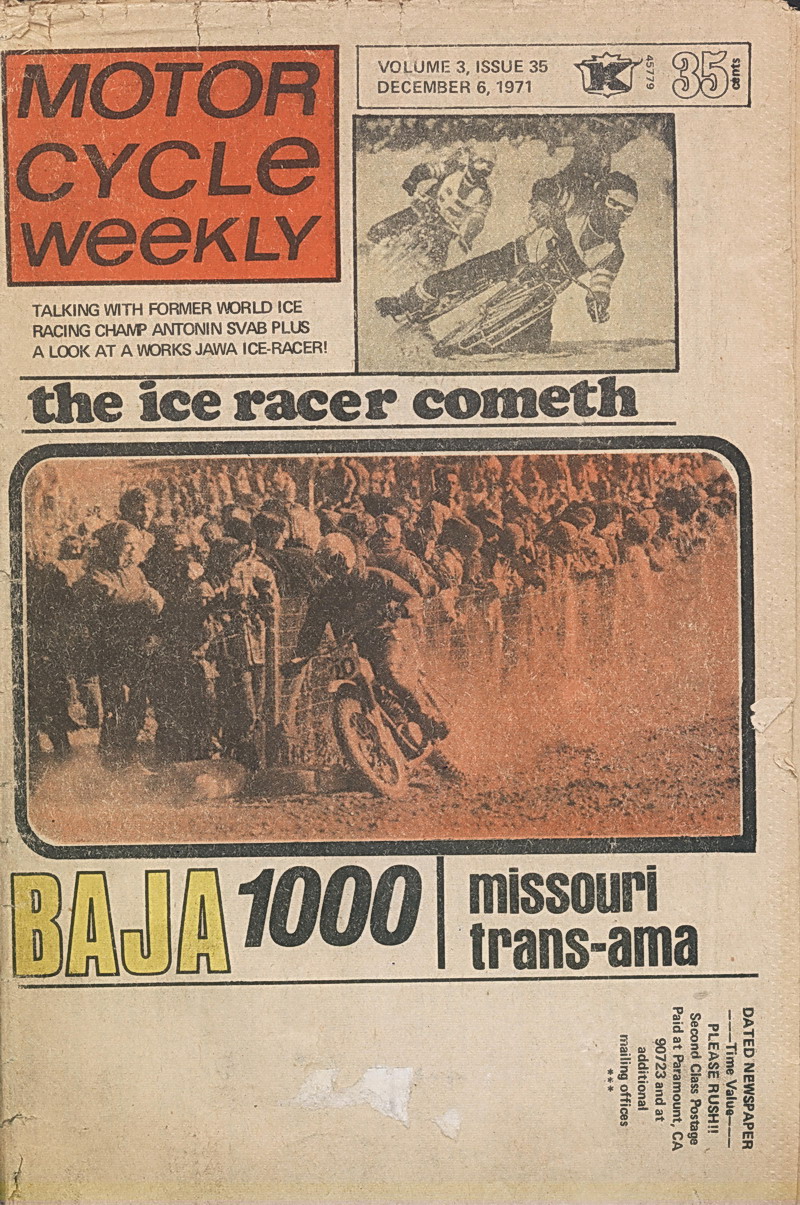 MOTOR
CYCLe
WeeKLY
VOLUME 3, ISSUE 35
DECEMBER 6, 1971
K
45779
35 cents
TALKING WITH FORMER WORLD ICE
RACING CHAMP ANTONIN SVAB PLUS
A LOOK AT A WORKS JAWA ICE-RACER!
the ice racer cometh
10
BAJA 1000
missouri
trans-ama
DATED NEWSPAPER
———Time Value———
PLEASE RUSH!!
Second Class Postage
Paid at Paramount, CA
90723 and at
additional
mailing offices
***